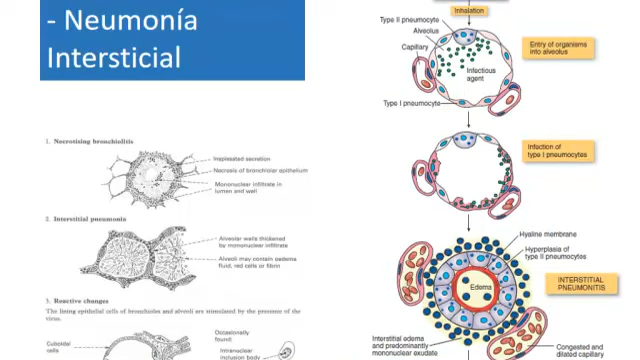 - Neumonía
Intersticial
1. Necrotising bronchiolitis
Inspissated secretion
Necrosis of bronchiolar epithelium
Mononuclear infiltrate in
lumen and wall
2. Interstitial pneumonia
Alveolar walls thickened
by mononuclear infiltrate
Alveoli may contain oedema
fluid, red cells or fibrin
3. Reactive changes
The lining epithelial cells of bronchioles and alveoli are stimulated by the presence of the
virus.
Cuboidal
cells
Occasionally
found:
Intranuclear
inclusion body
Inhalation
Type II pneumocyte
Alveolus
Capillary
Infectious
agent
Type I pneumocyte
Entry of organisms
into alveolus
Infection of
type I pneumocytes
Hyaline membrane
Hyperplasia of
type II pneumocytes
INTERSTITIAL
PNEUMONITIS
Edema
Interstitial edema
and predominantly
mononuclear exudate
Congested and
dilated capillary